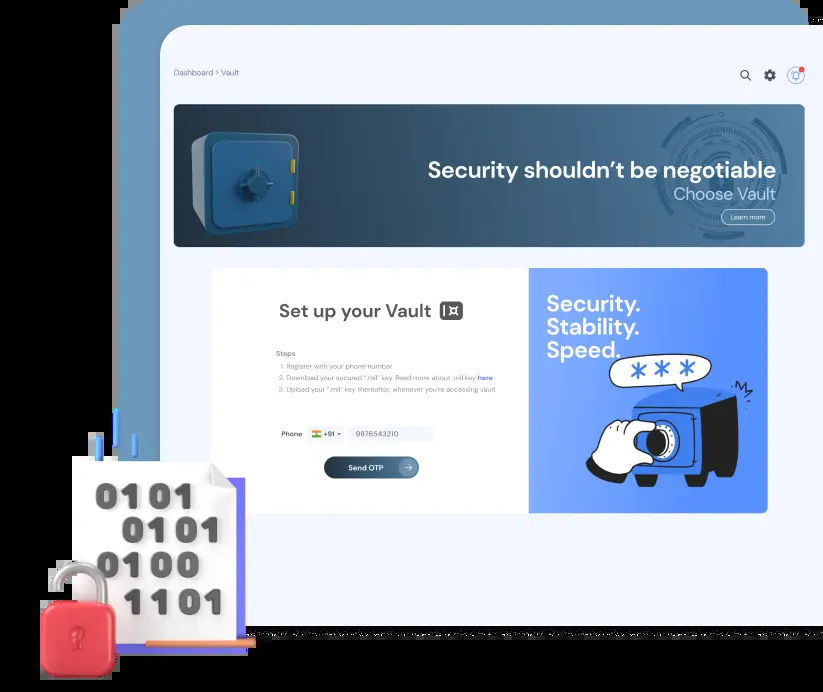 Dashboard > Vault
Security shouldn't be negotiable
Choose Vault
Learn more
Set up your Vault
Steps
1. Register with your phone number
2. Download your secured ".mil" key. Read more about .mil key here
3. Upload your ".mil" key thereafter, whenever you're accessing vault
Phone +91 9876543210
Send OTP
Security.
Stability.
Speed.
***
0101
0101
0100
1101